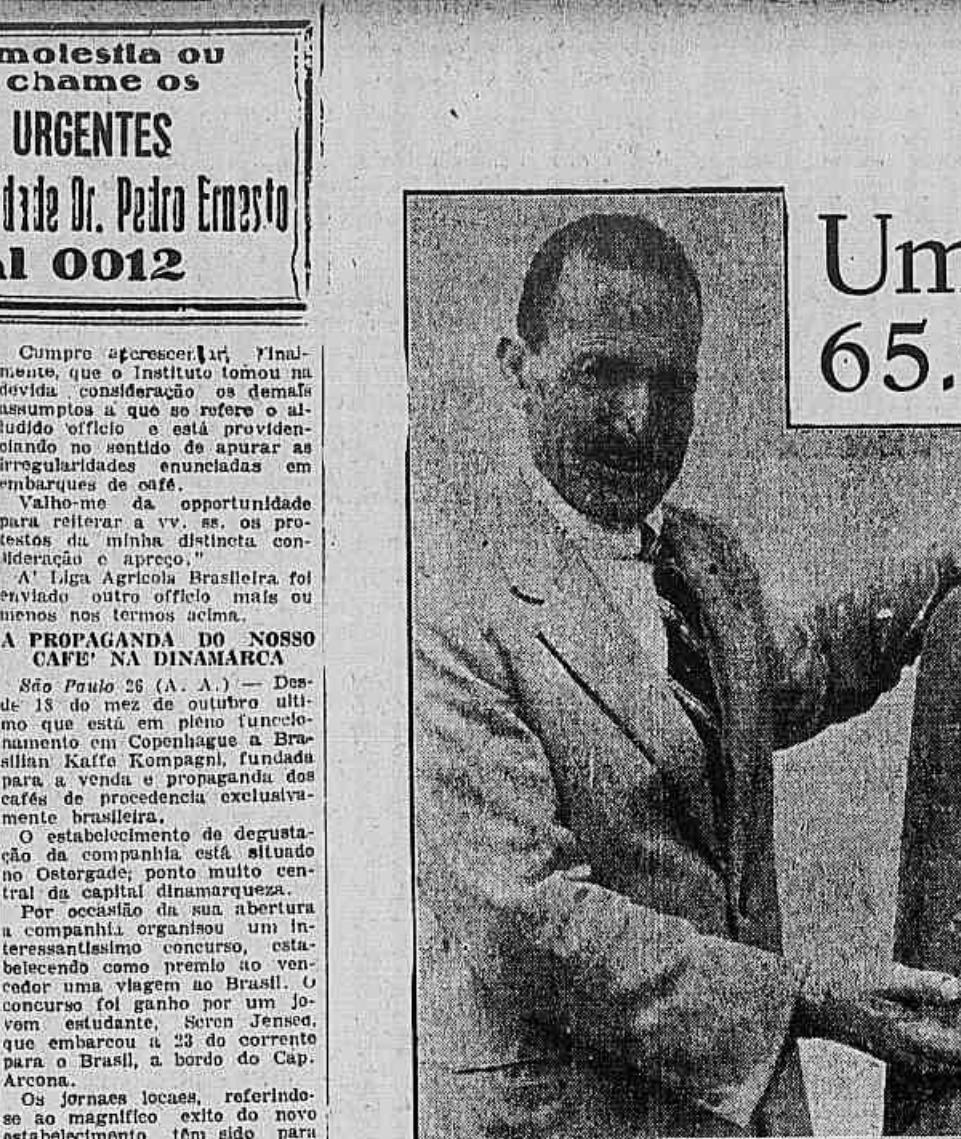 molestia ou
chame os
URGENTES
dade Dr. Pedro Ernesto
al 0012
Cumpro accrescentar, final-
mente, que o Instituto tomou na
devida consideração os demais
assumptos a que se refere o al-
ludido officio e está providen-
ciando no sentido de apurar as
irregularidades enunciadas em
embarques de café.
Valho-me da opportunidade
para reiterar a vv. ss. os pro-
testos da minha distincta con-
sideração e apreço."
A' Liga Agricola Brasileira foi
enviado outro officio mais ou
menos nos termos acima.
A PROPAGANDA DO NOSSO
CAFE' NA DINAMARCA
São Paulo 26 (A. A.) — Des-
de 18 do mez de outubro ulti-
mo que está em pleno funccio-
namento em Copenhague a Bra-
silian Kaffe Kompagni, fundada
para a venda e propaganda dos
cafés de procedencia exclusiva-
mente brasileira.
O estabelecimento de degusta-
ção da companhia está situado
no Ostergade; ponto muito cen-
tral da capital dinamarqueza.
Por occasião da sua abertura
a companhia organisou um in-
teressantissimo concurso, esta-
belecendo como premio ao ven-
cedor uma viagem ao Brasil. O
concurso foi ganho por um jo-
vem estudante, Seren Jensen,
que embarcou a 23 do corrente
para o Brasil, a bordo do Cap.
Arcona.
Os jornaes locaes, referindo-
se ao magnifico exito do novo
estabelecimento têm sido para
Um
65.